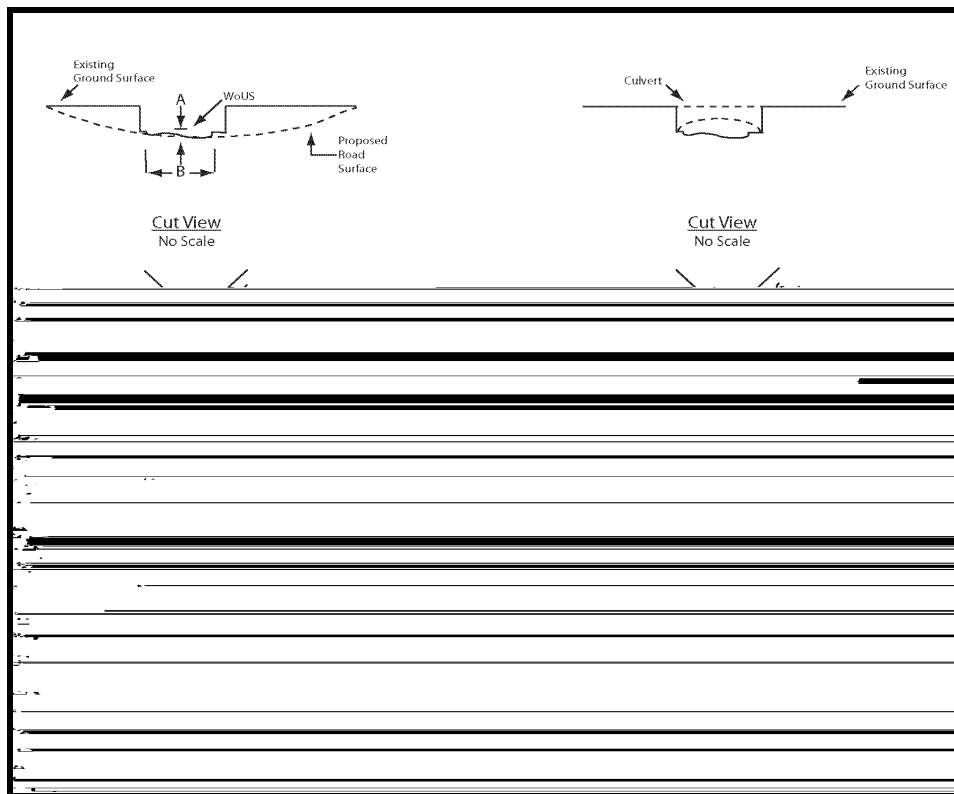 Existing
Ground Surface
A
WoUS
Proposed
Road
Surface
B
Cut View
No Scale
Culvert
Existing
Ground Surface
Cut View
No Scale